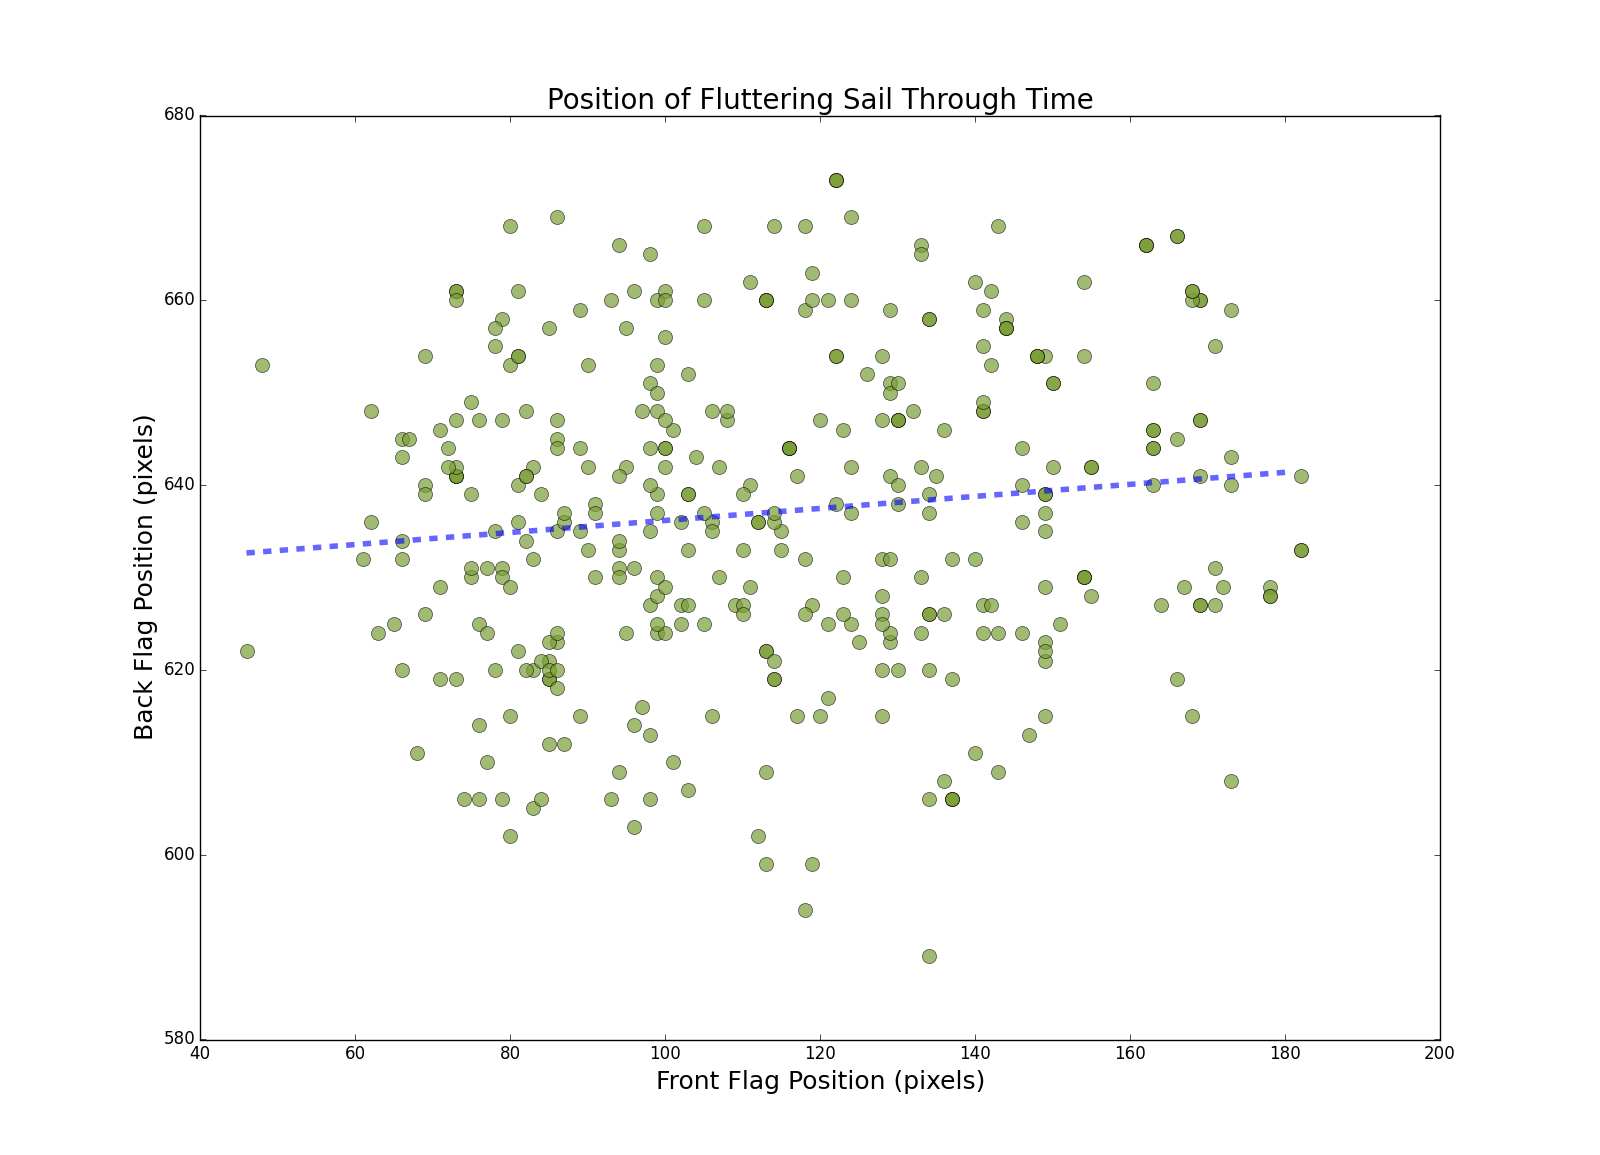 Position of Fluttering Sail Through Time
680
660
640
620
600
580
Back Flag Position (pixels)
40 60 80 100 120 140 160 180 200
Front Flag Position (pixels)